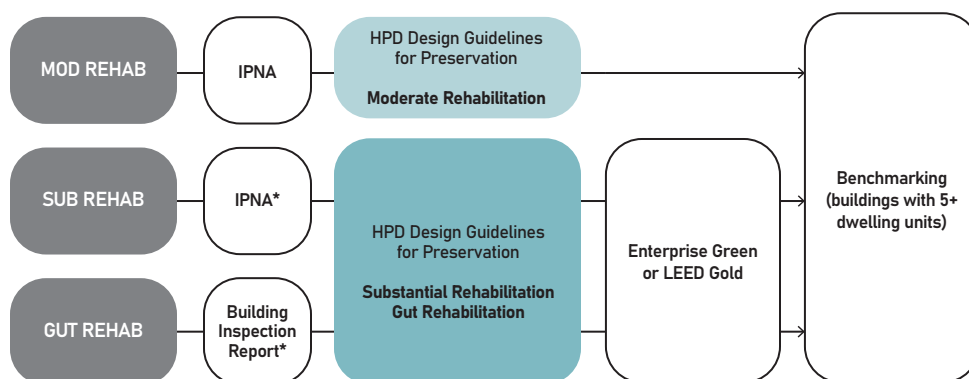 MOD REHAB
IPNA
HPD Design Guidelines
for Preservation
Moderate Rehabilitation
SUB REHAB
IPNA*
HPD Design Guidelines
for Preservation
Substantial Rehabilitation
Gut Rehabilitation
GUT REHAB
Building
Inspection
Report*
Enterprise Green
or LEED Gold
Benchmarking
(buildings with 5+
dwelling units)